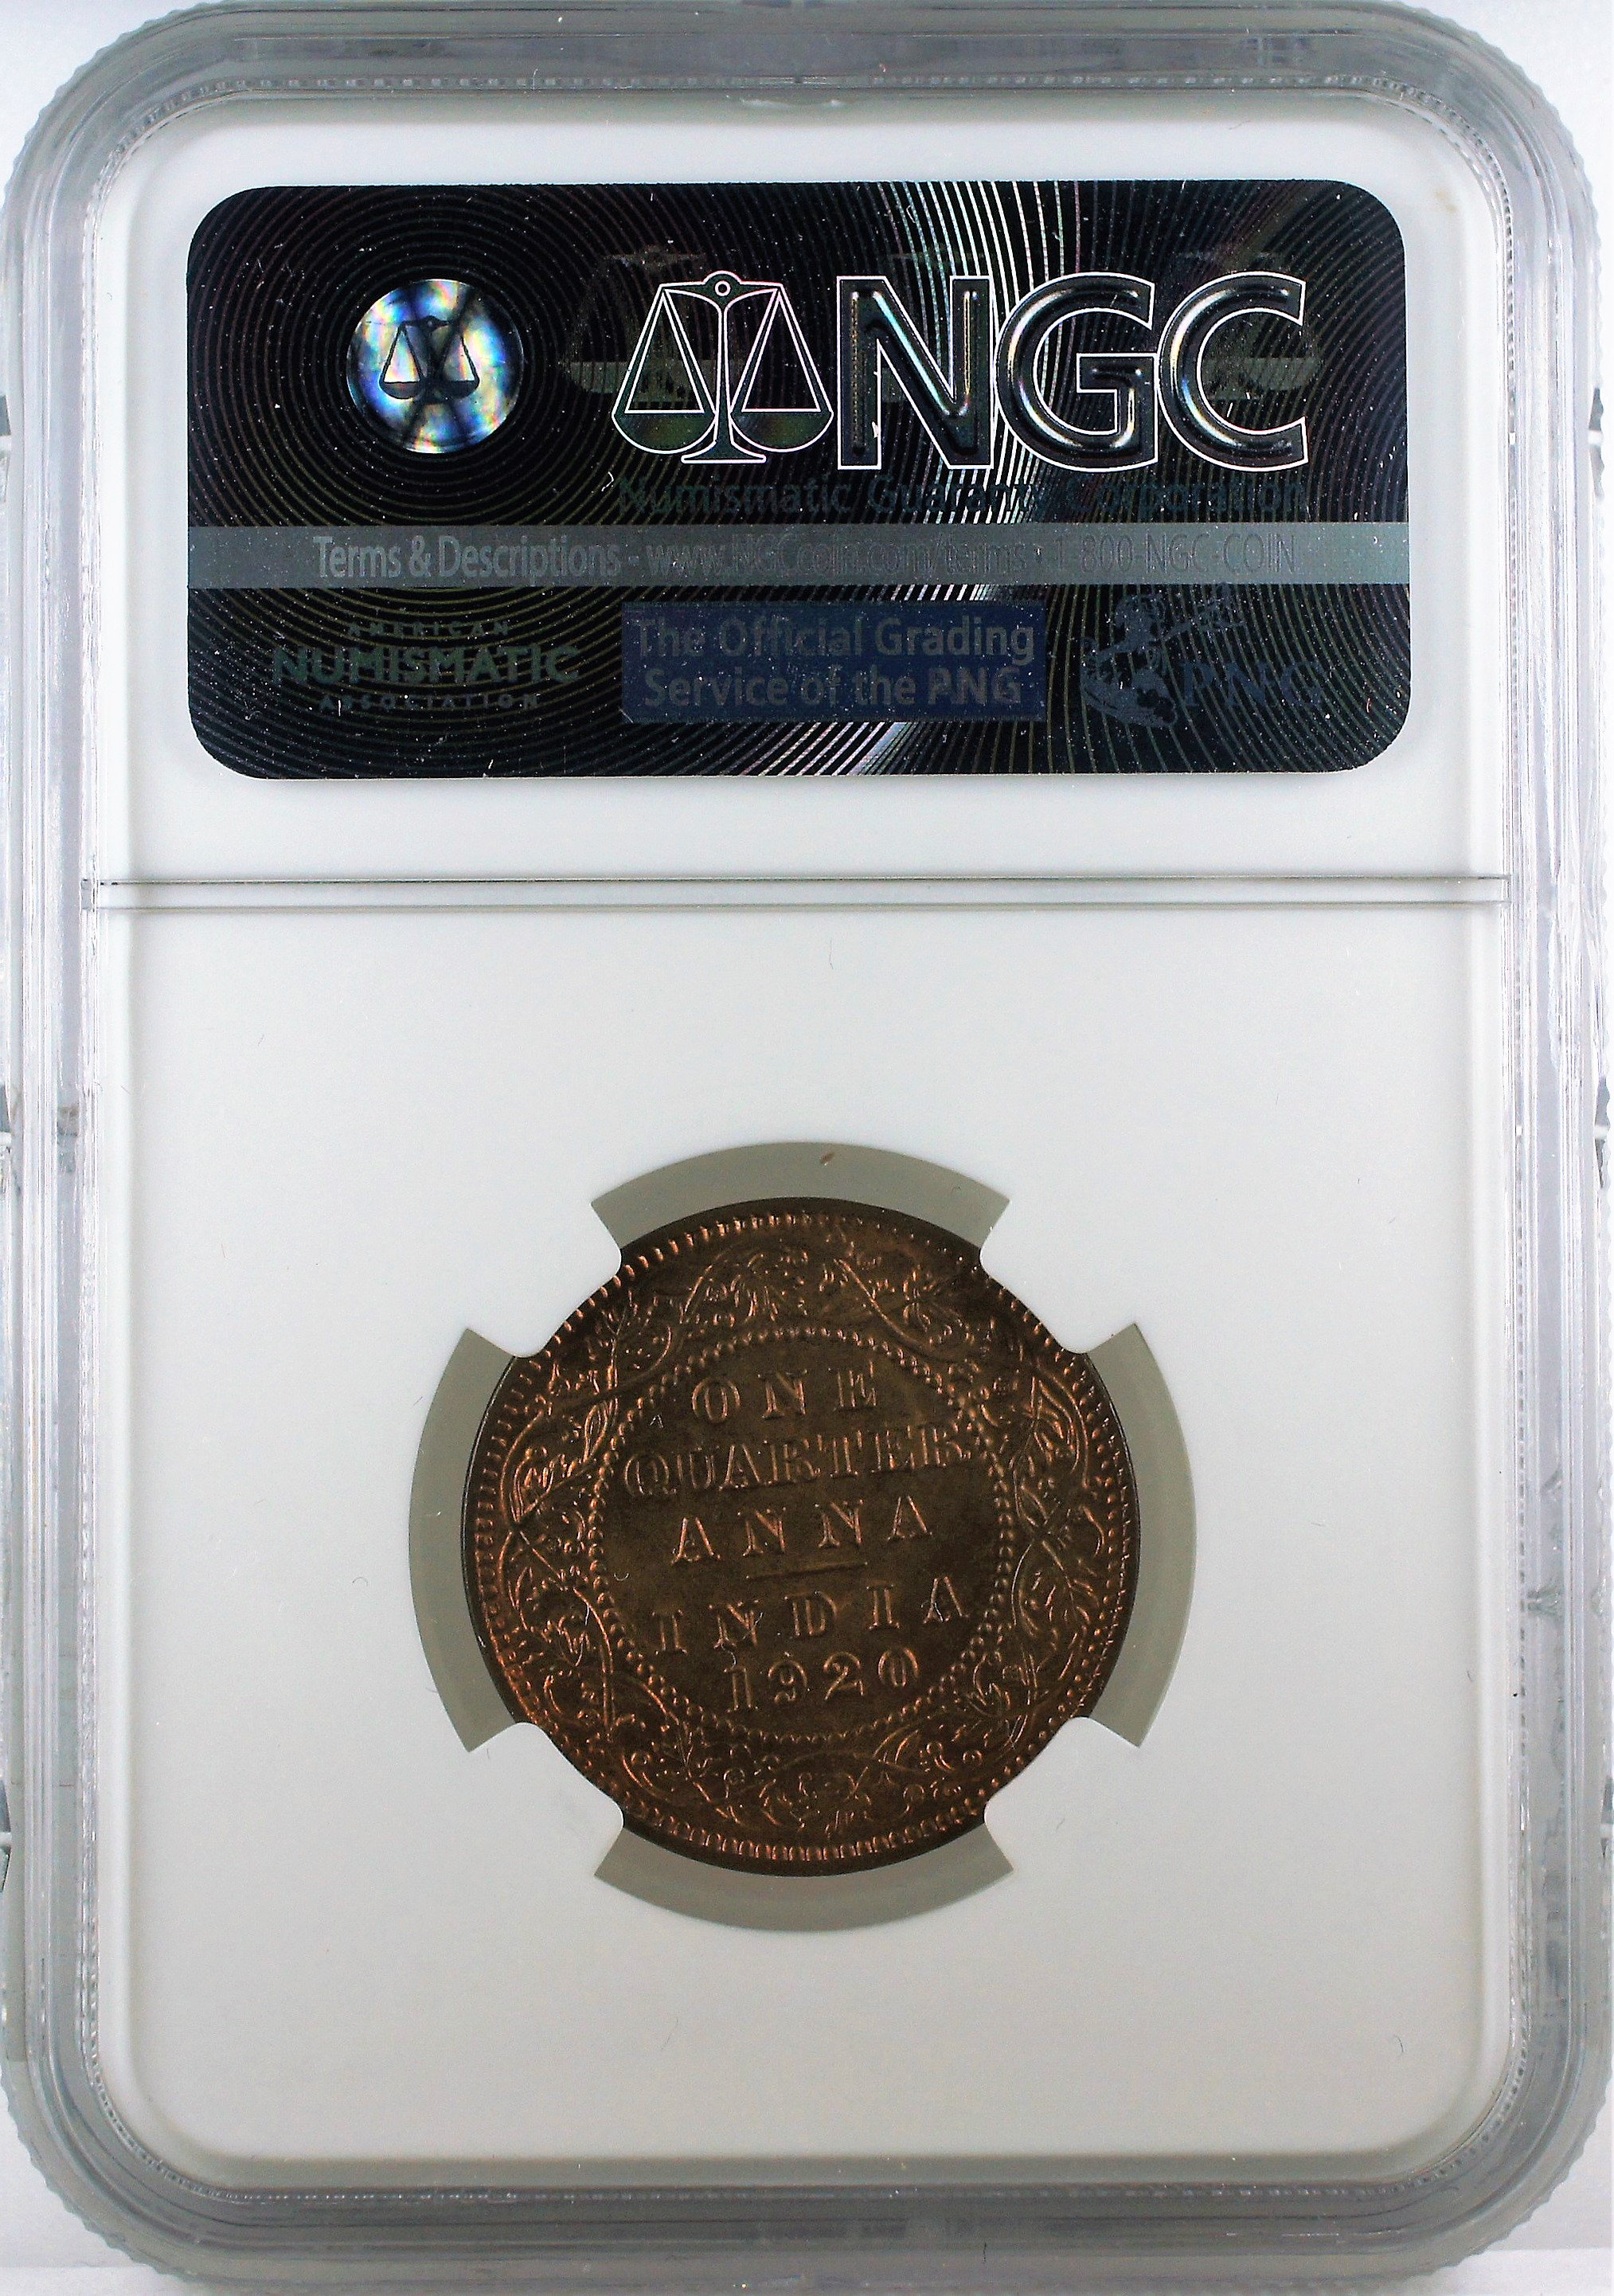 NGC
Numismatic Guaranty Corporation
Terms & Descriptions - www.NGCcoin.com/terms • 1-800-NGC-COIN
AMERICAN
NUMISMATIC
ASSOCIATION
The Official Grading
Service of the PNG
PNG
ONE
QUARTER
ANNA
INDIA
1920